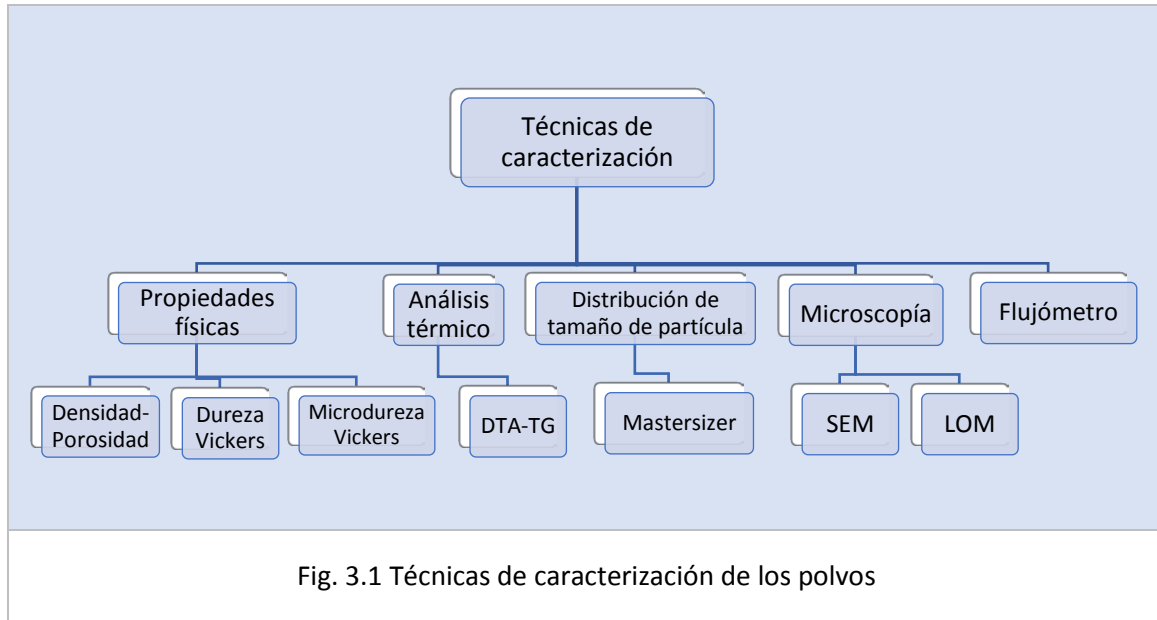 Técnicas de
caracterización
Propiedades
físicas
Análisis
térmico
Distribución de
tamaño de partícula
Microscopía
Flujómetro
Densidad-
Porosidad
Dureza
Vickers
Microdureza
Vickers
DTA-TG
Mastersizer
SEM
LOM
Fig. 3.1 Técnicas de caracterización de los polvos